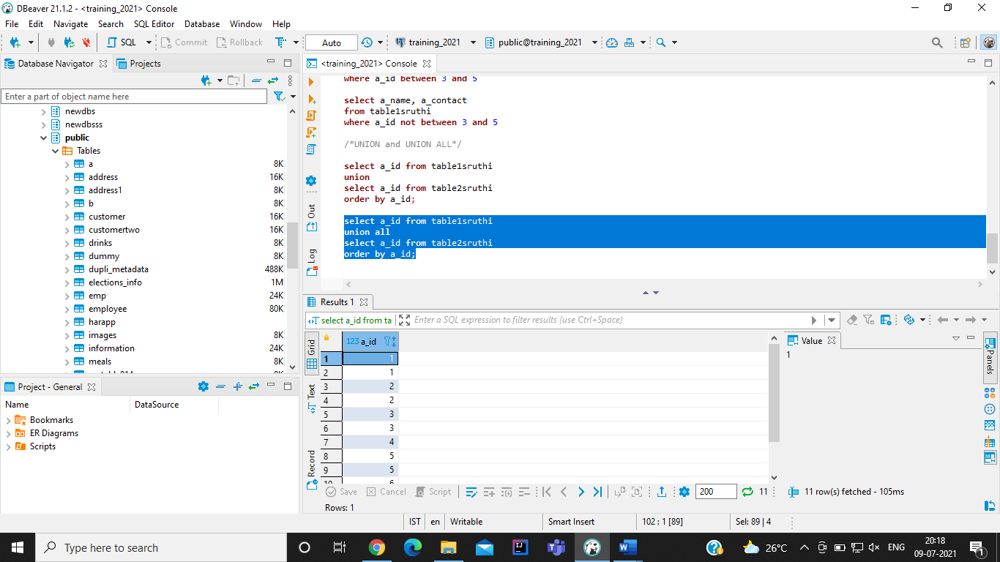 DBeaver 21.1.2 - <training_2021> Console
File Edit Navigate Search SQL Editor Database Window Help
SQL Commit Rollback Auto training_2021 public@training_2021
Database Navigator Projects
Enter a part of object name here
newdbs
newdbsss
public
Tables
a 8K
address 16K
address1 8K
b 8K
customer 16K
customertwo 16K
drinks 8K
dummy 8K
dupli_metadata 488K
elections_info 1M
emp 24K
employee 80K
harapp
images 8K
information 24K
meals 8K
Project - General
Name DataSource
Bookmarks
ER Diagrams
Scripts
<training_2021> Console
where a_id between 3 and 5
select a_name, a_contact
from table1sruthi
where a_id not between 3 and 5
/*UNION and UNION ALL*/
select a_id from table1sruthi
union
select a_id from table2sruthi
order by a_id;
select a_id from table1sruthi
union all
select a_id from table2sruthi
order by a_id;
Out
Log
Results 1
select a_id from ta Enter a SQL expression to filter results (use Ctrl+Space)
Grid
Text
Record
123 a_id
1 1
2 1
3 2
4 2
5 3
6 3
7 4
8 5
9 5
10 6
Value
1
Panels
Save Cancel Script 200 11 11 row(s) fetched - 105ms
Rows: 1
IST en Writable Smart Insert 102 : 1 [89] Sel: 89 | 4
Type here to search
26°C ENG 20:18
09-07-2021
1